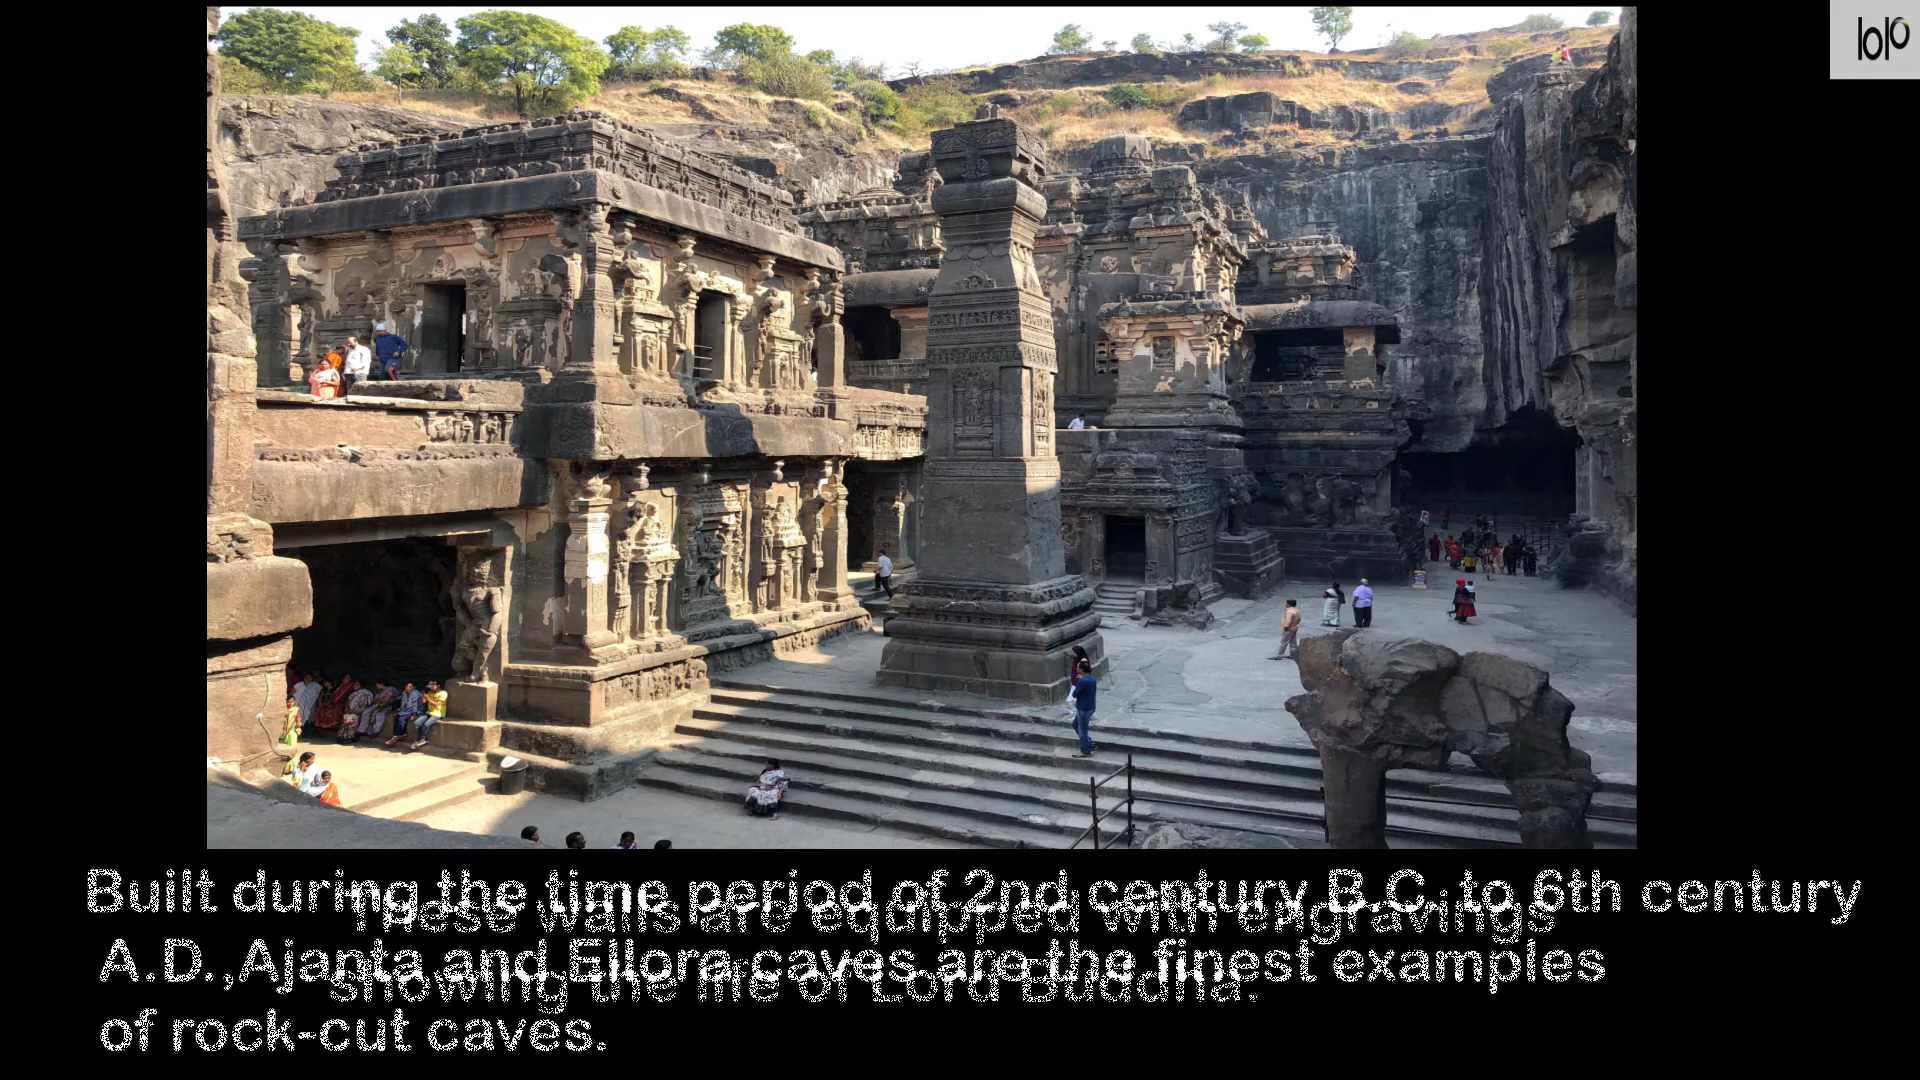 lolo
Built during the time period of 2nd century B.C. to 6th century
A.D.,Ajanta and Ellora caves are the finest examples
of rock-cut caves.
These walls are equipped with engravings
showing the life of Lord Buddha.